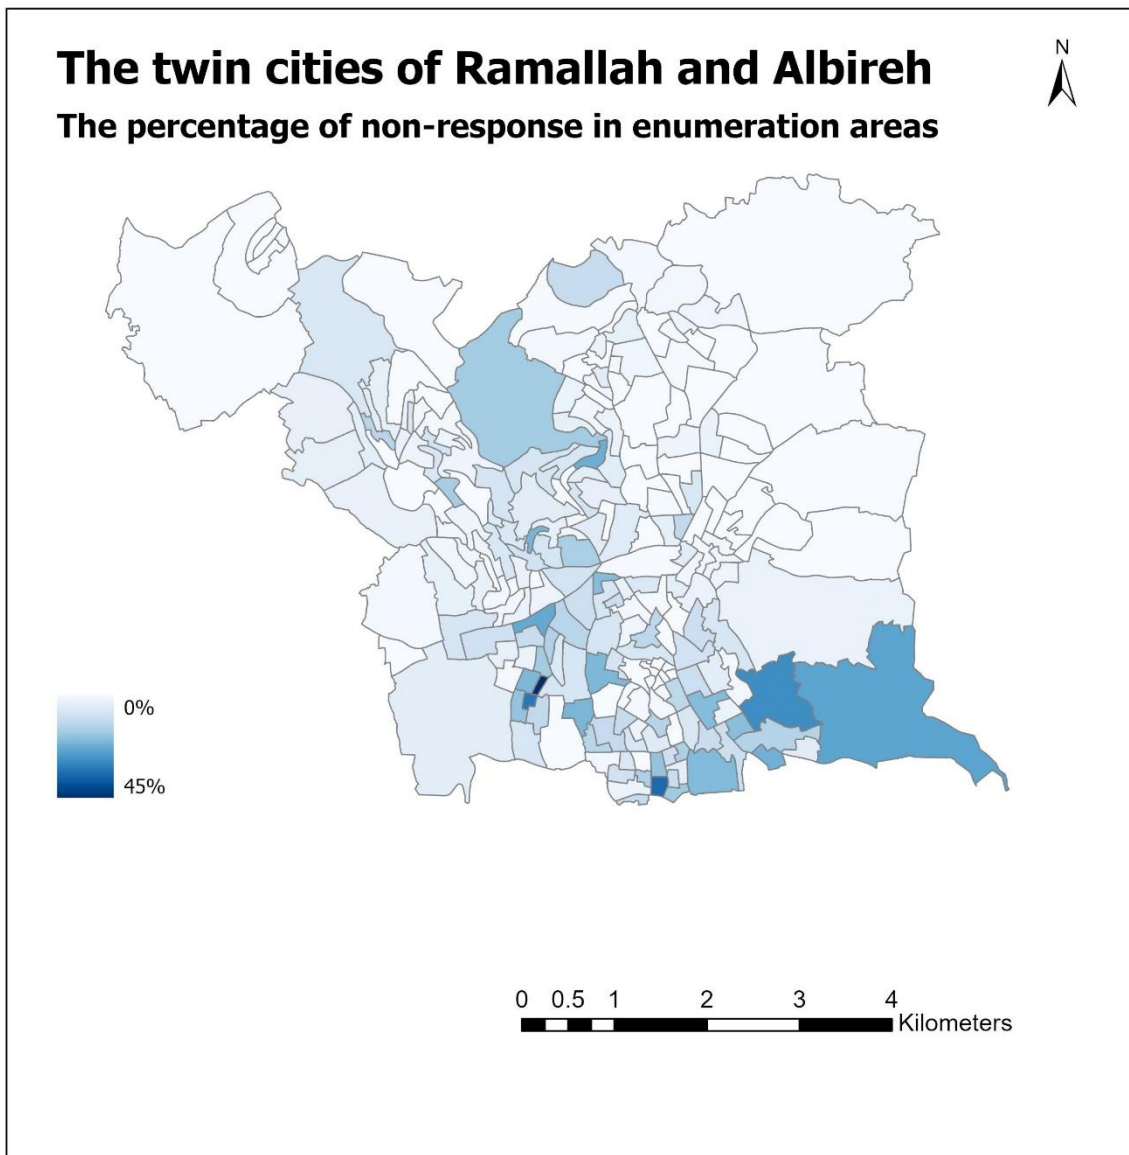 The twin cities of Ramallah and Albireh
The percentage of non-response in enumeration areas
N
0%
45%
0 0.5 1 2 3 4
Kilometers